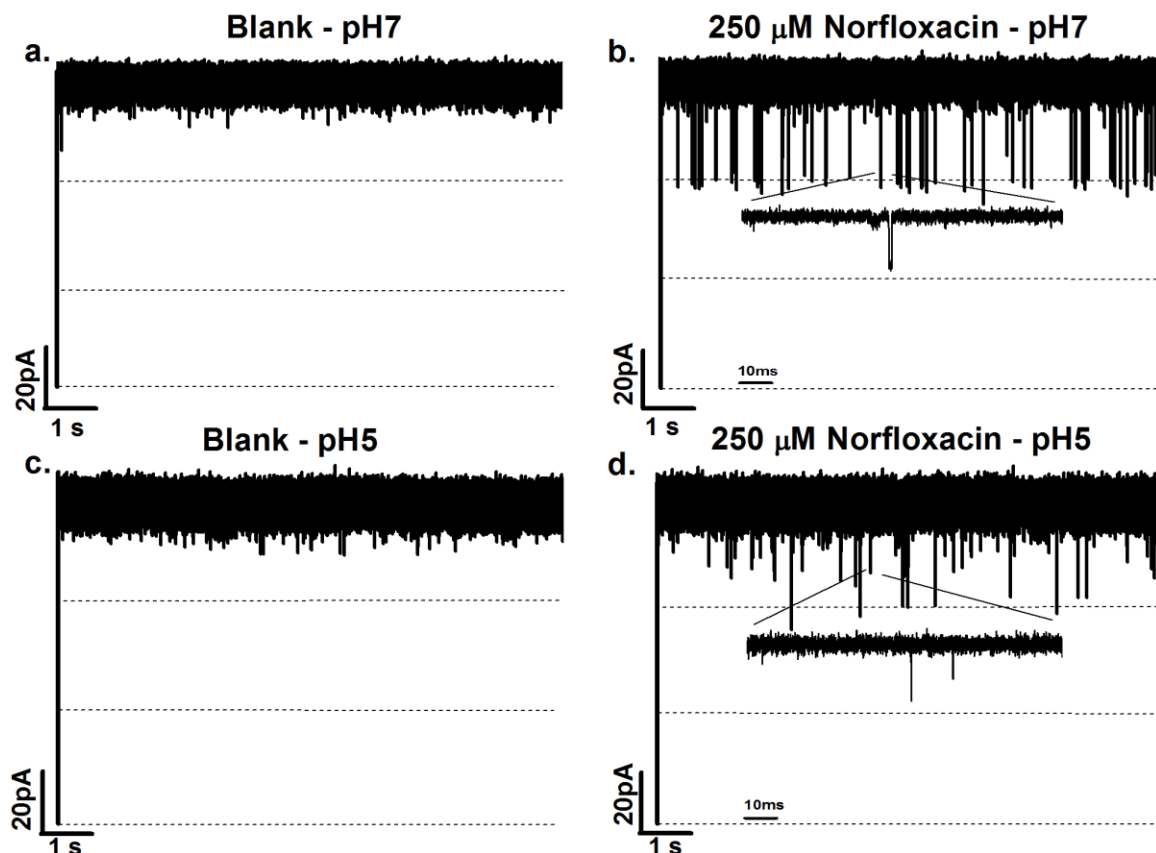 a.
Blank - pH7
20pA
1 s
b.
250 μM Norfloxacin - pH7
10ms
20pA
1 s
c.
Blank - pH5
20pA
1 s
d.
250 μM Norfloxacin - pH5
10ms
20pA
1 s